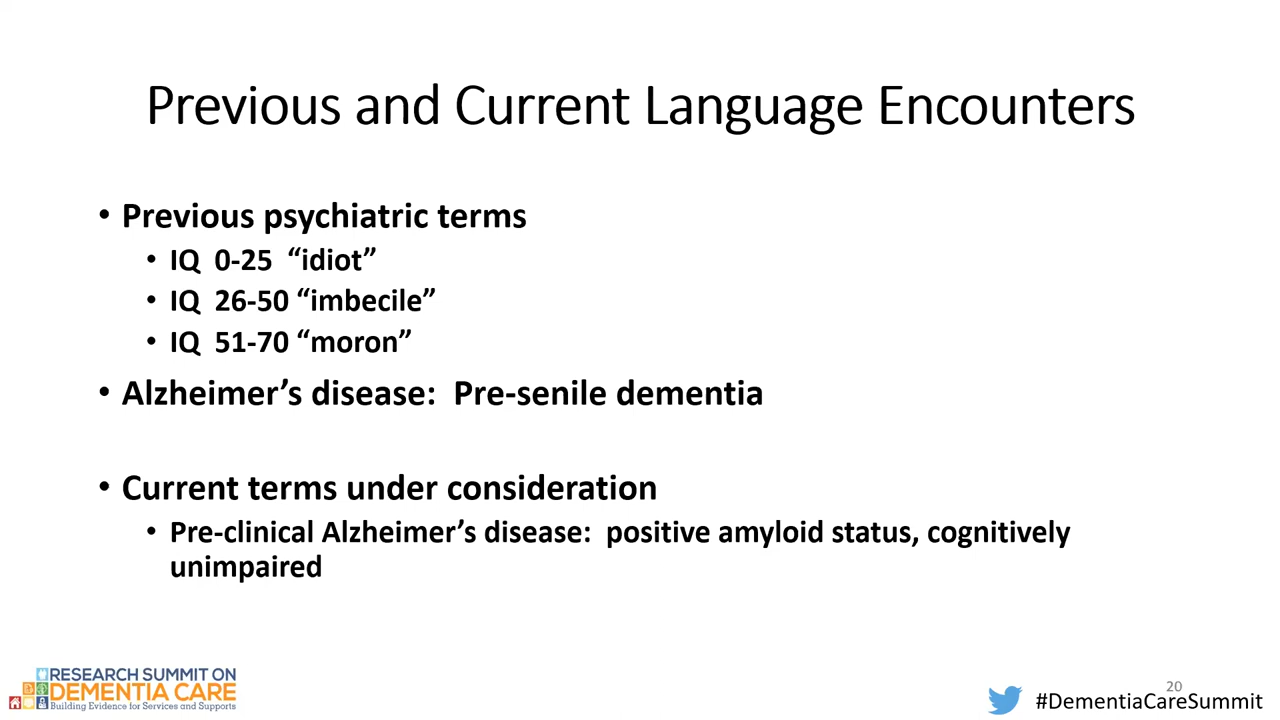 Previous and Current Language Encounters
• Previous psychiatric terms
• IQ 0-25 “idiot”
• IQ 26-50 “imbecile”
• IQ 51-70 “moron”
• Alzheimer’s disease: Pre-senile dementia
• Current terms under consideration
• Pre-clinical Alzheimer’s disease: positive amyloid status, cognitively
unimpaired
RESEARCH SUMMIT ON
DEMENTIA CARE
Building Evidence for Services and Supports
20
#DementiaCareSummit